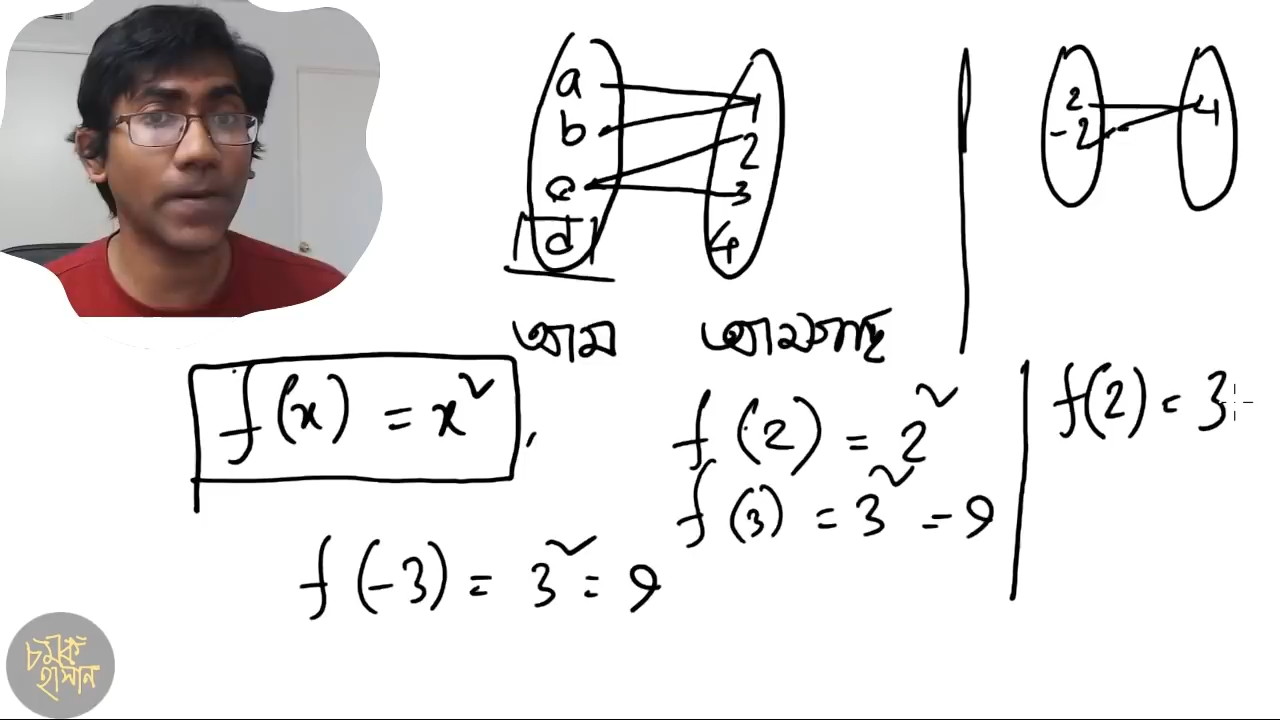 a
b
c
d
1
2
3
4
2
-2
4
আম
আমগাছ
f(x) = x²,
f(2) = 2²
f(2) = 3
f(3) = 3² = 9
f(-3) = 3² = 9
চমক
হাসান